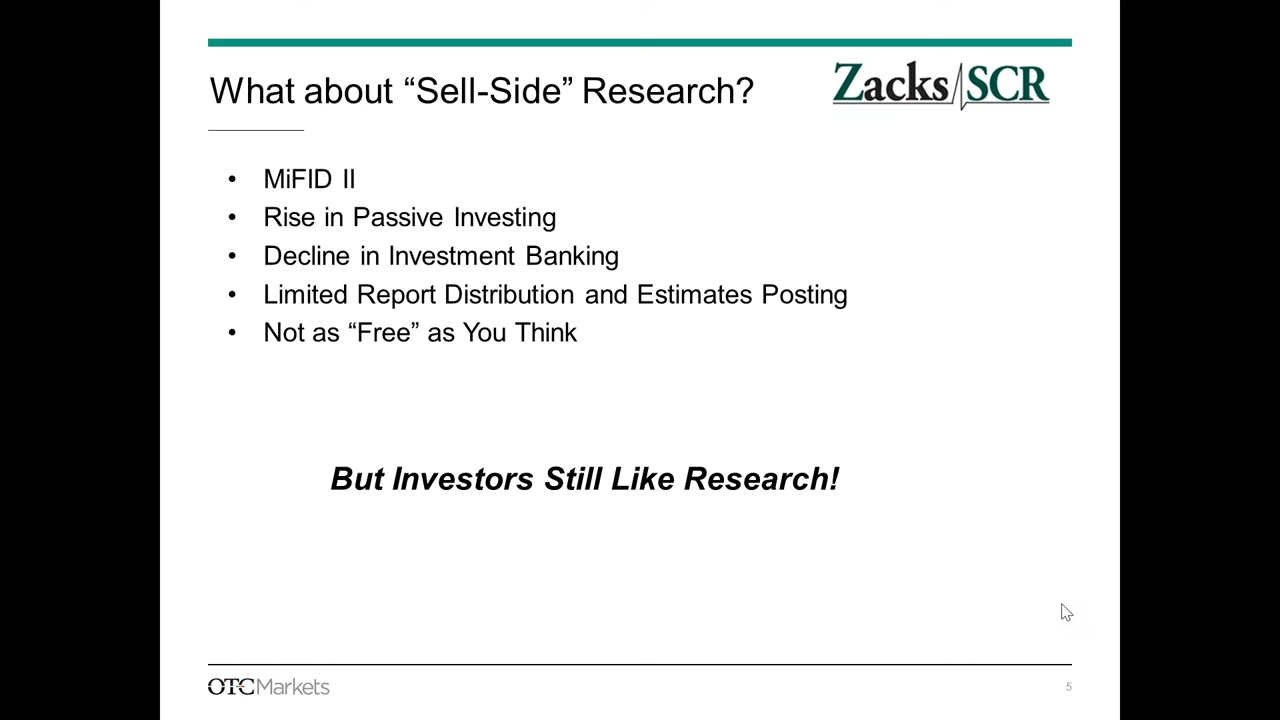 What about “Sell-Side” Research?
Zacks/SCR
• MiFID II
• Rise in Passive Investing
• Decline in Investment Banking
• Limited Report Distribution and Estimates Posting
• Not as “Free” as You Think
But Investors Still Like Research!
OTCMarkets
5